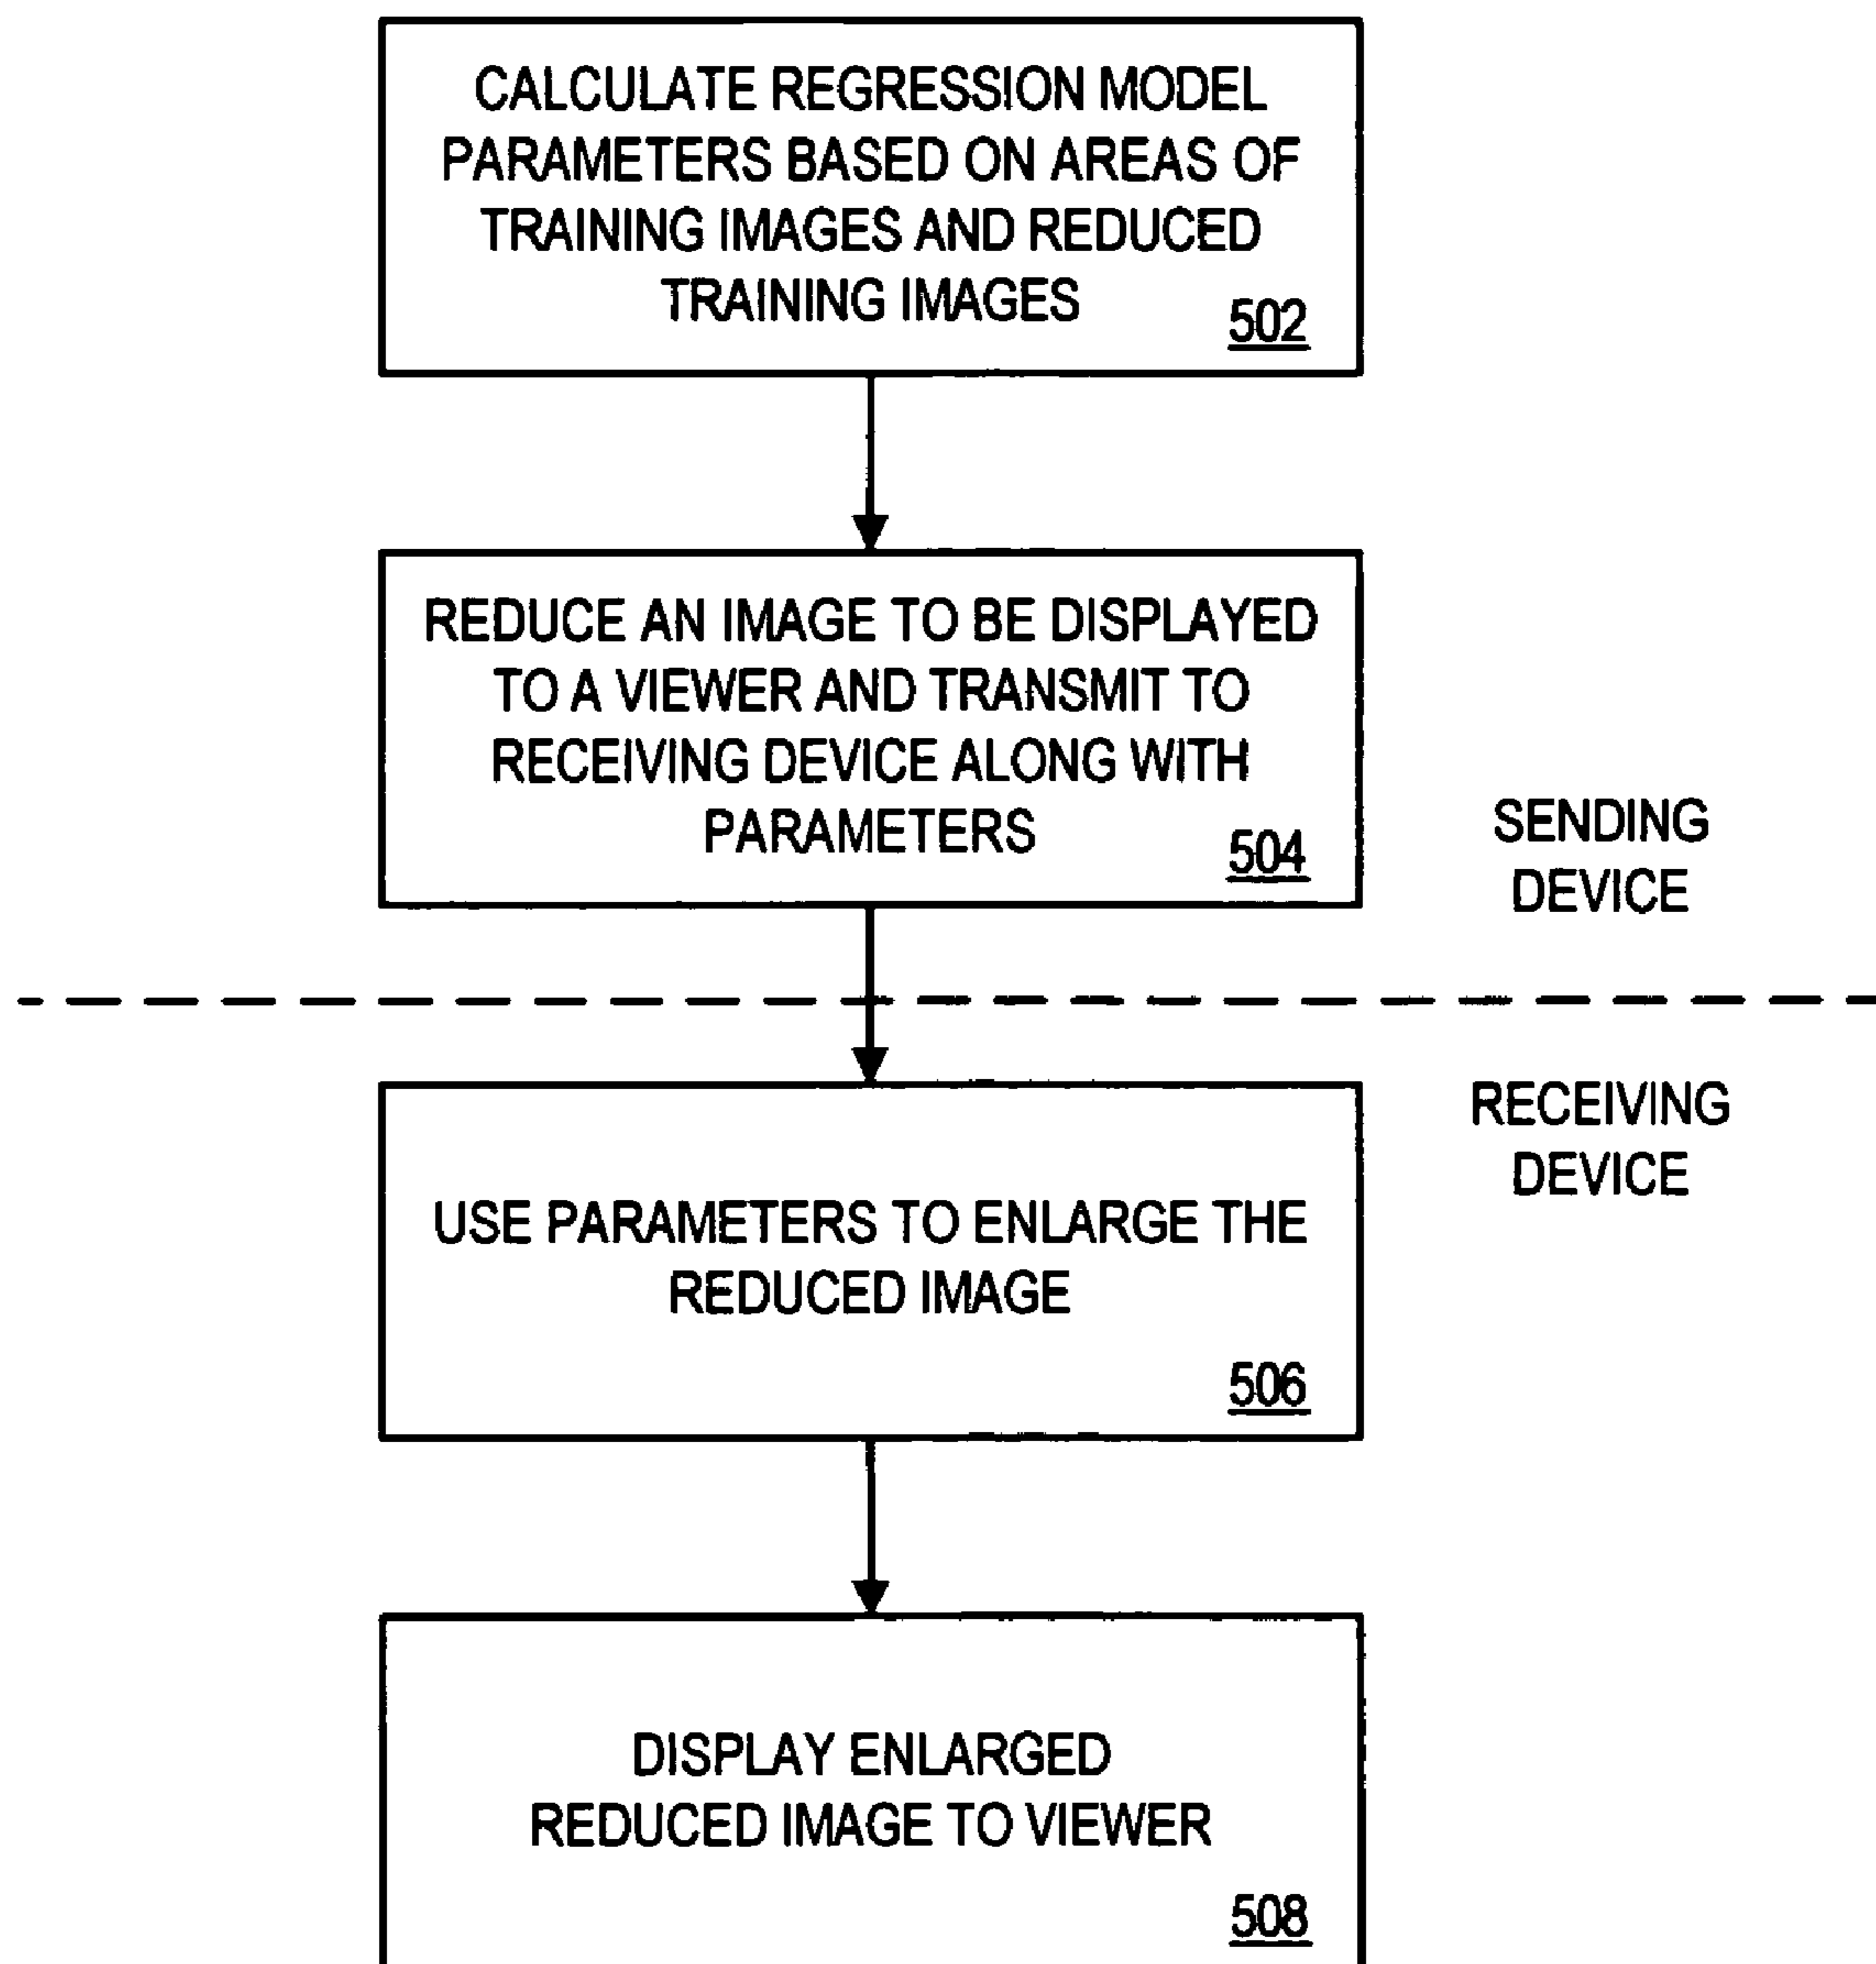 CALCULATE REGRESSION MODEL
PARAMETERS BASED ON AREAS OF
TRAINING IMAGES AND REDUCED
TRAINING IMAGES
502
REDUCE AN IMAGE TO BE DISPLAYED
TO A VIEWER AND TRANSMIT TO
RECEIVING DEVICE ALONG WITH
PARAMETERS
504
SENDING
DEVICE
RECEIVING
DEVICE
USE PARAMETERS TO ENLARGE THE
REDUCED IMAGE
506
DISPLAY ENLARGED
REDUCED IMAGE TO VIEWER
508